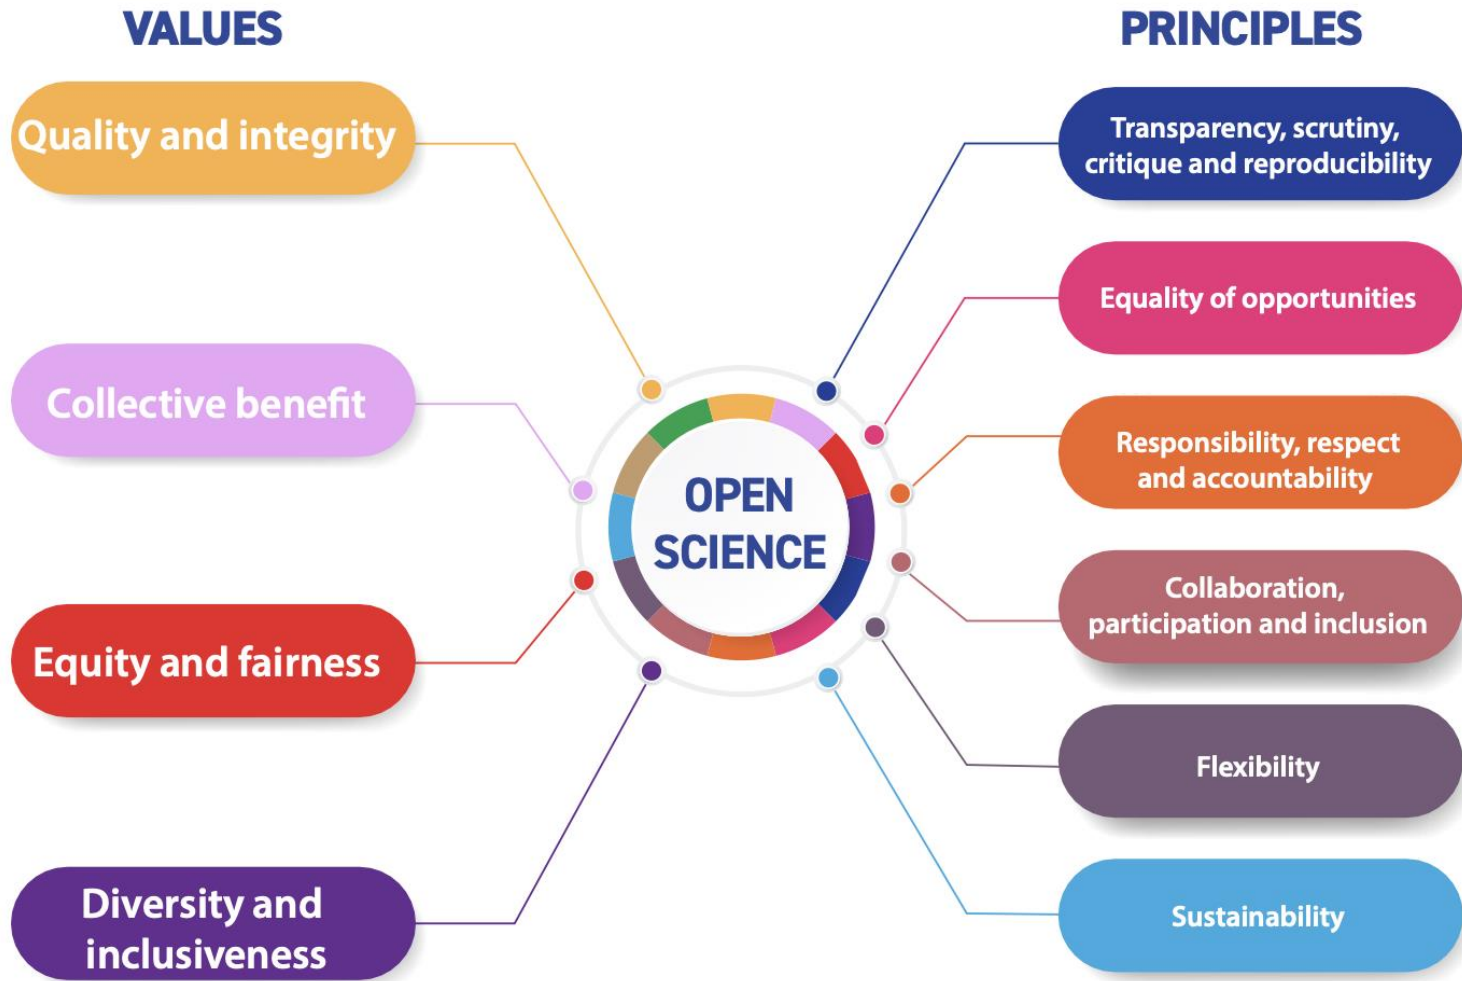 VALUES
Quality and integrity
Collective benefit
Equity and fairness
Diversity and
inclusiveness
OPEN
SCIENCE
PRINCIPLES
Transparency, scrutiny,
critique and reproducibility
Equality of opportunities
Responsibility, respect
and accountability
Collaboration,
participation and inclusion
Flexibility
Sustainability